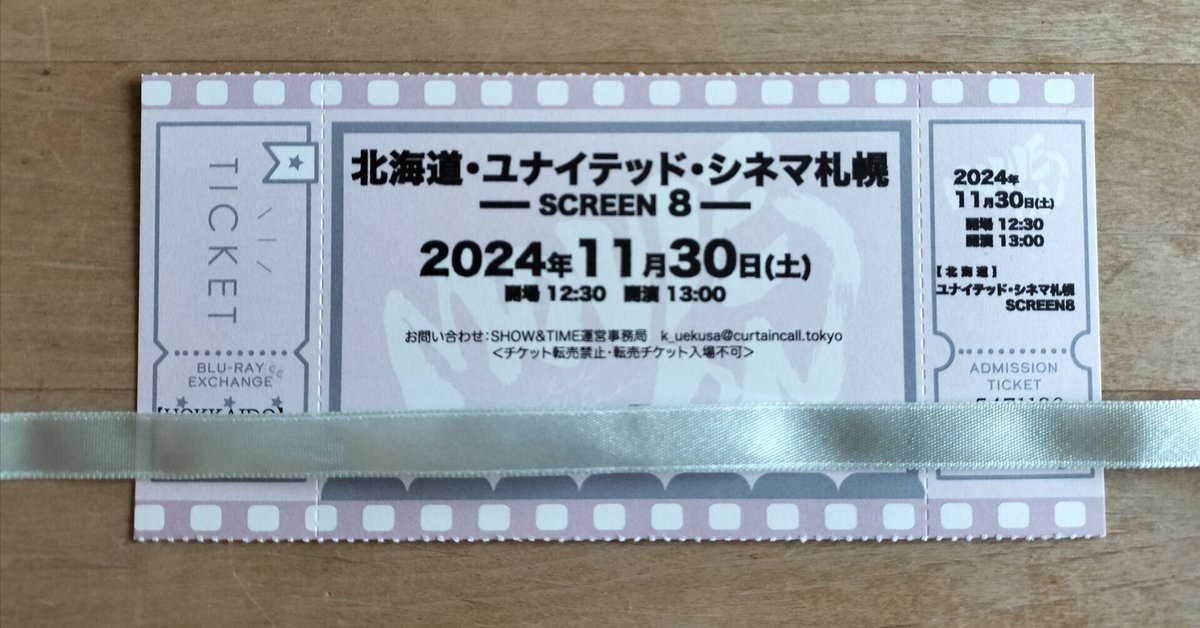 TICKET
BLU-RAY
EXCHANGE
北海道・ユナイテッド・シネマ札幌
SCREEN 8
2024年11月30日(土)
開場 12:30 開演 13:00
お問い合わせ:SHOW&TIME運営事務局 k_uekusa@curtaincall.tokyo
<チケット転売禁止・転売チケット入場不可>
2024年
11月30日(土)
開場 12:30
開演 13:00
【北海道】
ユナイテッド・シネマ札幌
SCREEN8
ADMISSION
TICKET